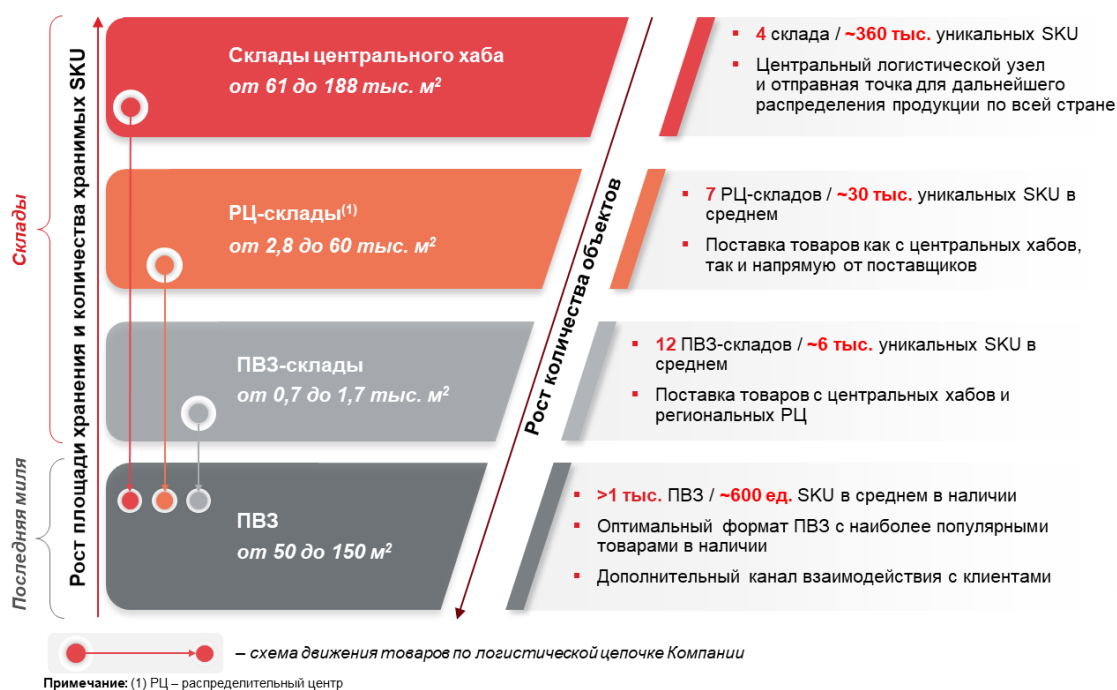 Склады
Последняя миля
Рост площади хранения и количества хранимых SKU
Рост количества объектов
Склады центрального хаба
от 61 до 188 тыс. м²
▪ 4 склада / ~360 тыс. уникальных SKU
▪ Центральный логистической узел
и отправная точка для дальнейшего
распределения продукции по всей стране
РЦ-склады(1)
от 2,8 до 60 тыс. м²
▪ 7 РЦ-складов / ~30 тыс. уникальных SKU в
среднем
▪ Поставка товаров как с центральных хабов,
так и напрямую от поставщиков
ПВЗ-склады
от 0,7 до 1,7 тыс. м²
▪ 12 ПВЗ-складов / ~6 тыс. уникальных SKU в
среднем
▪ Поставка товаров с центральных хабов и
региональных РЦ
ПВЗ
от 50 до 150 м²
▪ >1 тыс. ПВЗ / ~600 ед. SKU в среднем в наличии
▪ Оптимальный формат ПВЗ с наиболее популярными
товарами в наличии
▪ Дополнительный канал взаимодействия с клиентами
– схема движения товаров по логистической цепочке Компании
Примечание: (1) РЦ – распределительный центр